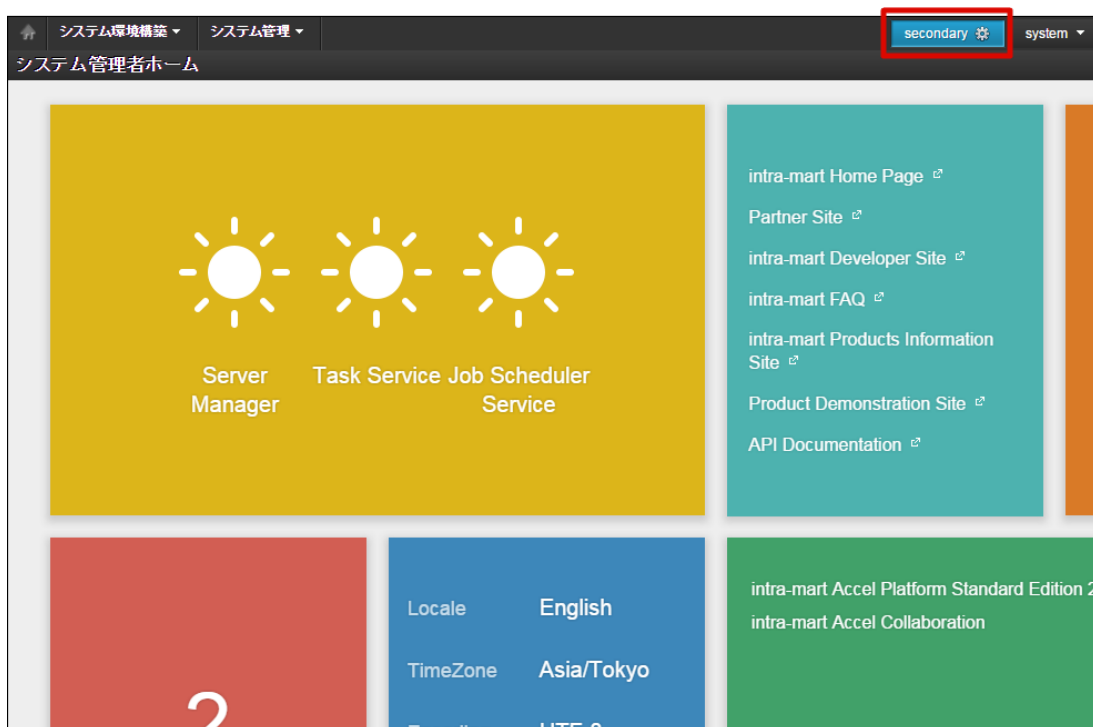 システム環境構築 システム管理 secondary system
システム管理者ホーム
Server
Manager
Task Service
Job Scheduler
Service
intra-mart Home Page
Partner Site
intra-mart Developer Site
intra-mart FAQ
intra-mart Products Information
Site
Product Demonstration Site
API Documentation
2
Locale English
TimeZone Asia/Tokyo
intra-mart Accel Platform Standard Edition 2
intra-mart Accel Collaboration